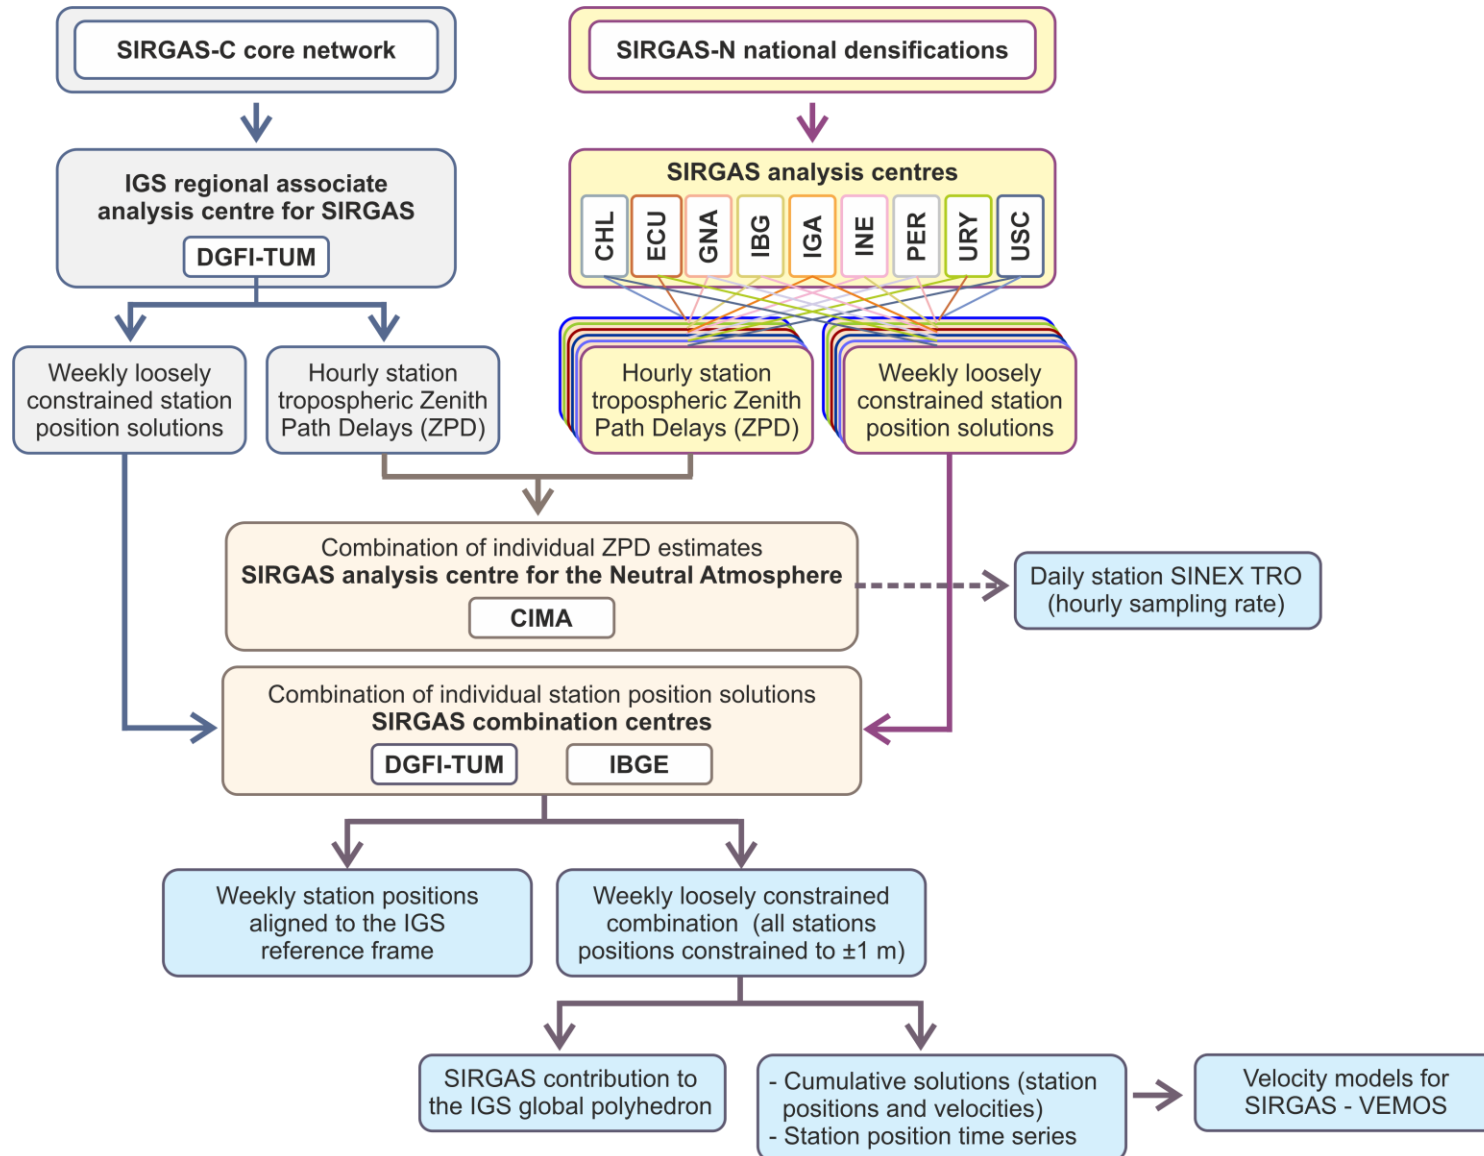 SIRGAS-C core network
SIRGAS-N national densifications
IGS regional associate
analysis centre for SIRGAS
DGFI-TUM
SIRGAS analysis centres
CHL
ECU
GNA
IBG
IGA
INE
PER
URY
USC
Weekly loosely
constrained station
position solutions
Hourly station
tropospheric Zenith
Path Delays (ZPD)
Hourly station
tropospheric Zenith
Path Delays (ZPD)
Weekly loosely
constrained station
position solutions
Combination of individual ZPD estimates
SIRGAS analysis centre for the Neutral Atmosphere
CIMA
Daily station SINEX TRO
(hourly sampling rate)
Combination of individual station position solutions
SIRGAS combination centres
DGFI-TUM
IBGE
Weekly station positions
aligned to the IGS
reference frame
Weekly loosely constrained
combination (all stations
positions constrained to ±1 m)
SIRGAS contribution to
the IGS global polyhedron
- Cumulative solutions (station
positions and velocities)
- Station position time series
Velocity models for
SIRGAS - VEMOS